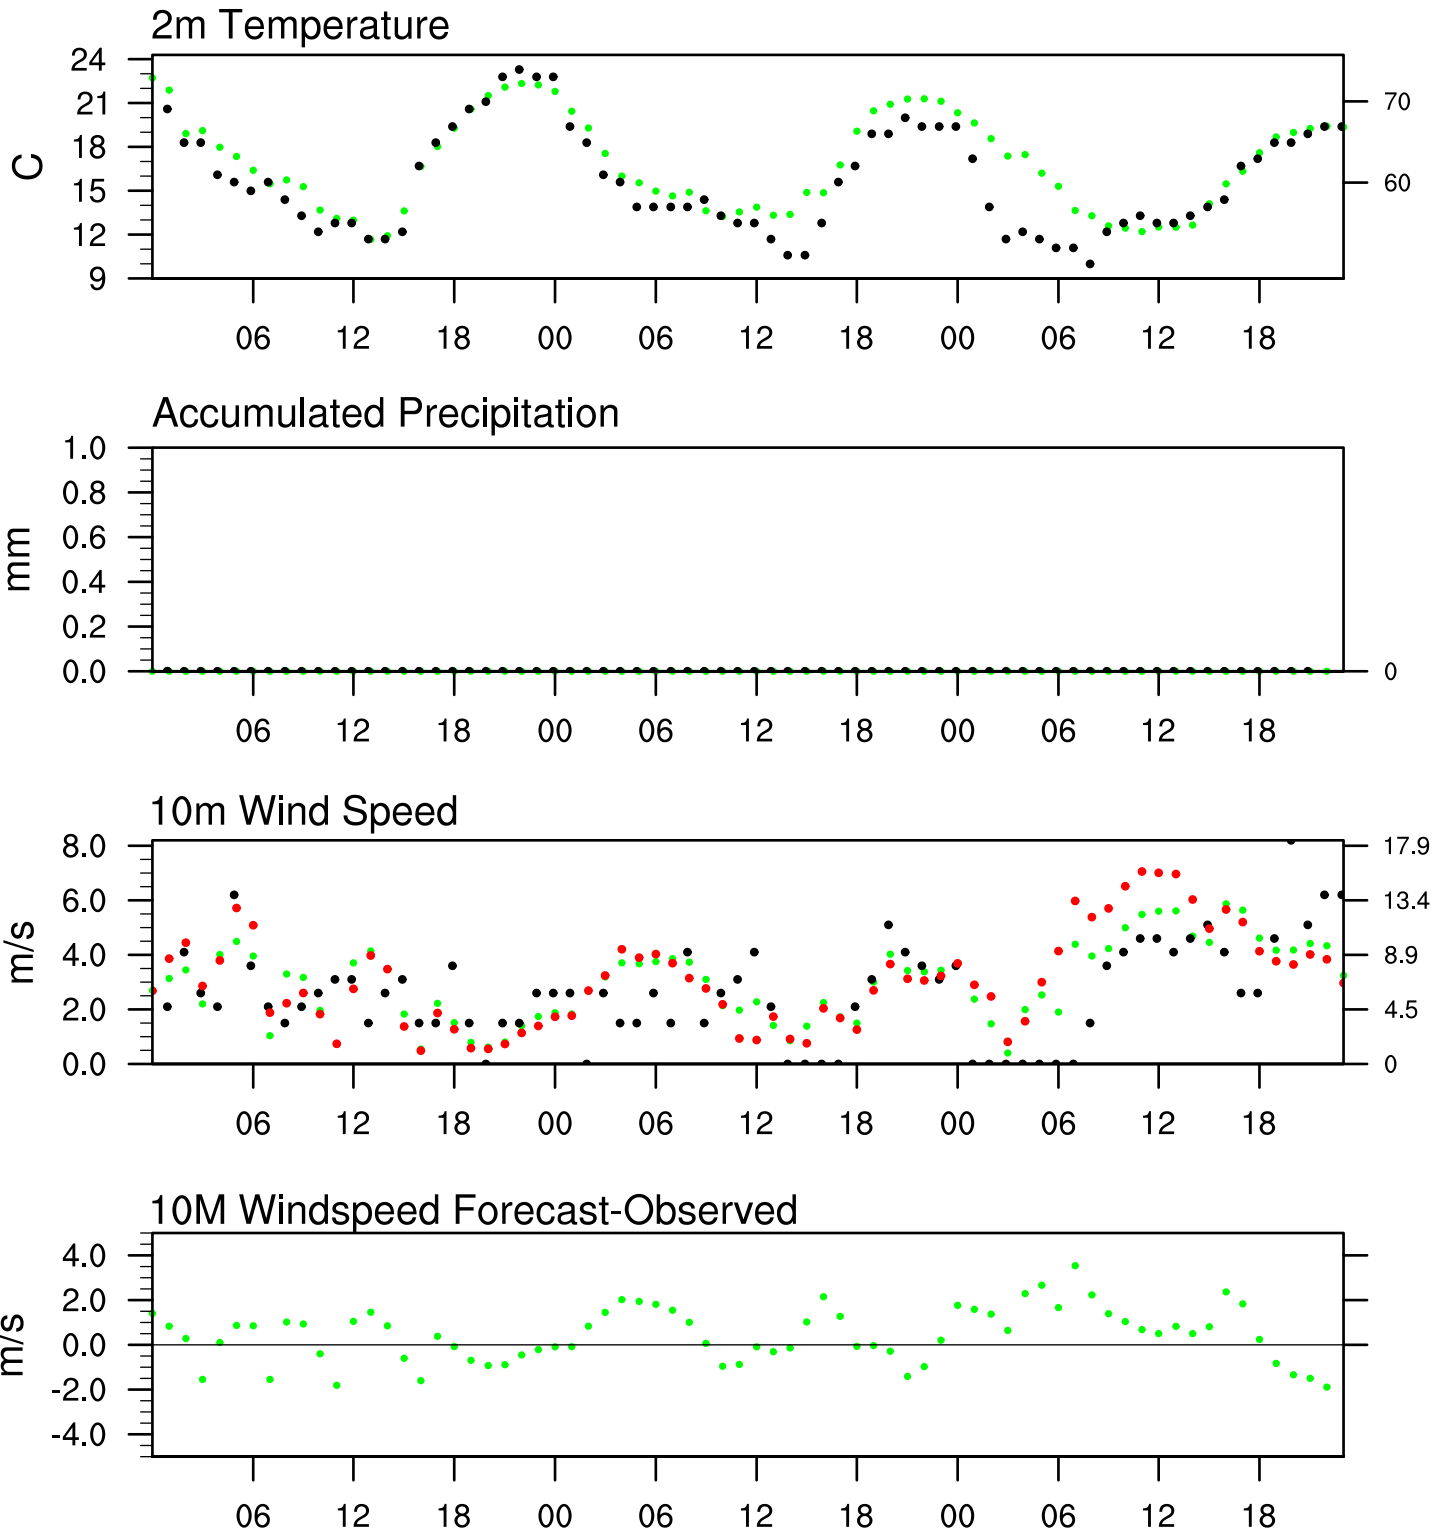 2m Temperature
24
21
18
15
12
9
C
70
60
06 12 18 00 06 12 18 00 06 12 18
Accumulated Precipitation
1.0
0.8
0.6
0.4
0.2
0.0
mm
0
06 12 18 00 06 12 18 00 06 12 18
10m Wind Speed
8.0
6.0
4.0
2.0
0.0
m/s
17.9
13.4
8.9
4.5
0
06 12 18 00 06 12 18 00 06 12 18
10M Windspeed Forecast-Observed
4.0
2.0
0.0
-2.0
-4.0
m/s
06 12 18 00 06 12 18 00 06 12 18